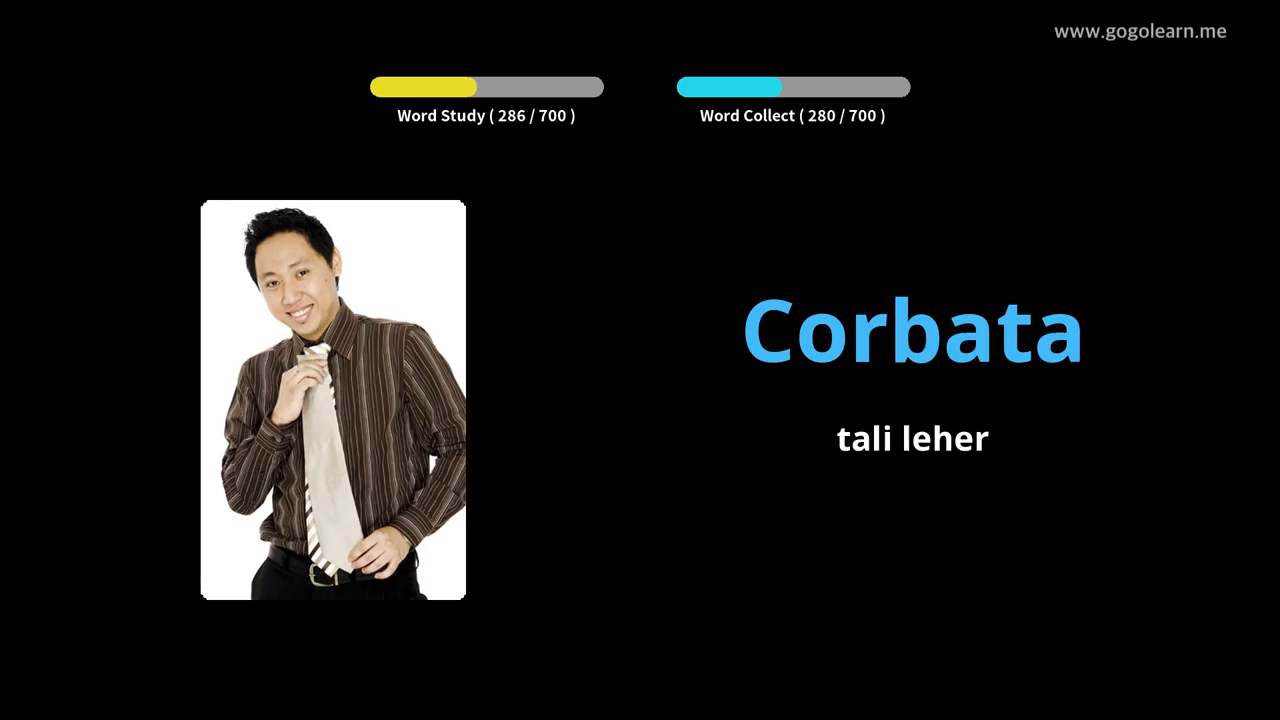 www.gogolearn.me
Word Study ( 286 / 700 )
Word Collect ( 280 / 700 )
Corbata
tali leher